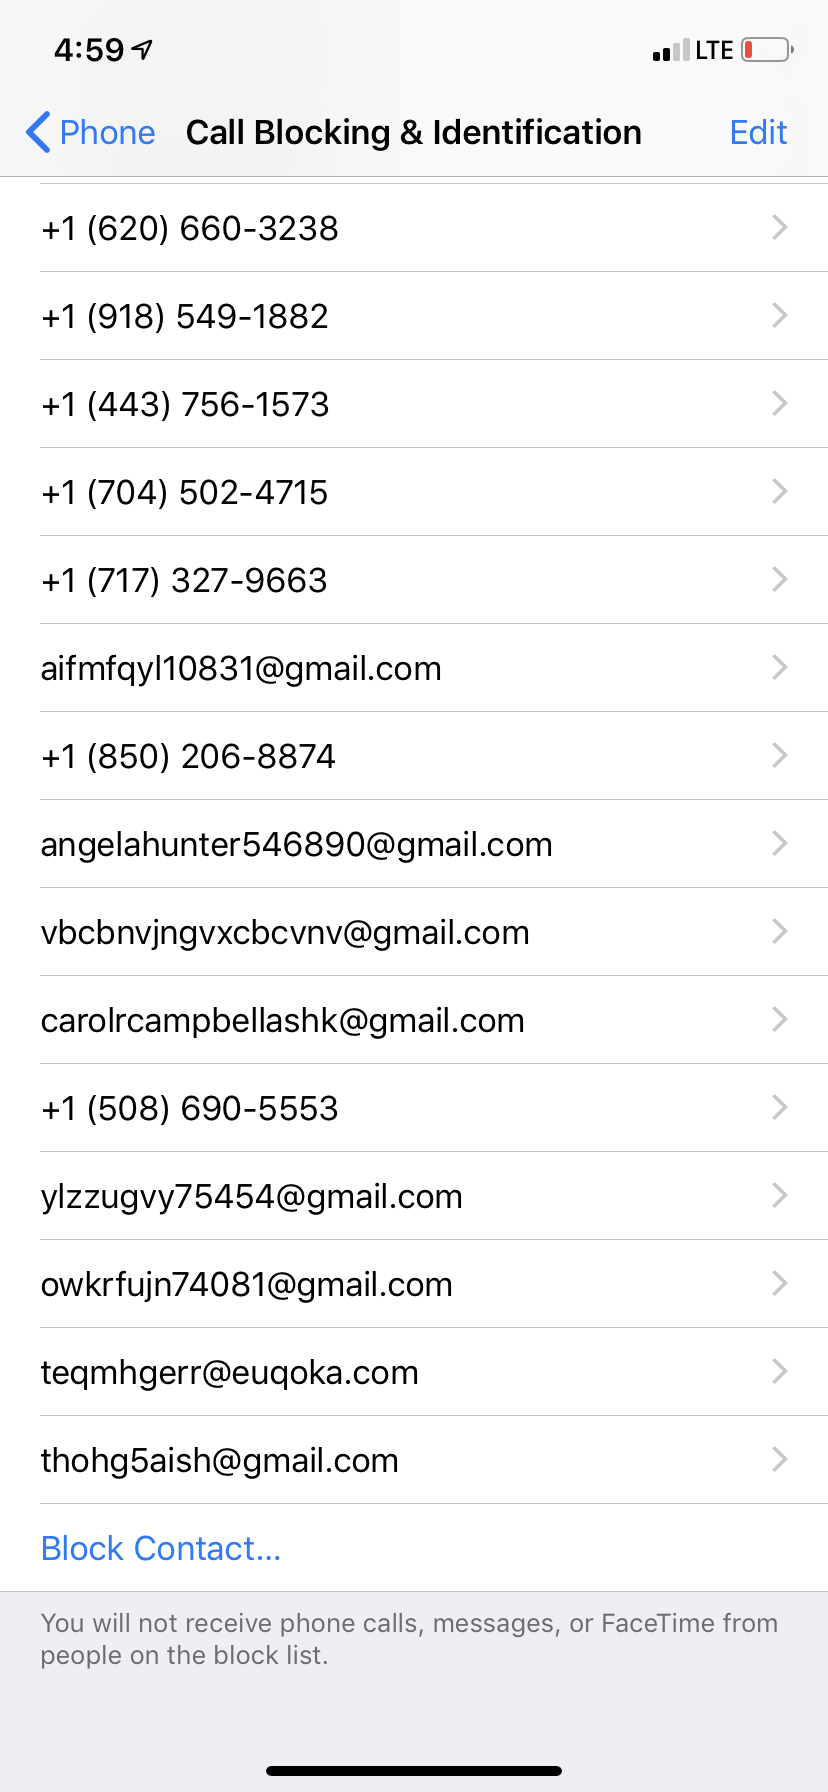 4:59 LTE
Phone Call Blocking & Identification Edit
+1 (620) 660-3238
+1 (918) 549-1882
+1 (443) 756-1573
+1 (704) 502-4715
+1 (717) 327-9663
aifmfqyl10831@gmail.com
+1 (850) 206-8874
angelahunter546890@gmail.com
vbcbnvjngvxcbcvnv@gmail.com
carolrcampbellashk@gmail.com
+1 (508) 690-5553
ylzzugvy75454@gmail.com
owkrfujn74081@gmail.com
teqmhgerr@euqoka.com
thohg5aish@gmail.com
Block Contact...
You will not receive phone calls, messages, or FaceTime from
people on the block list.